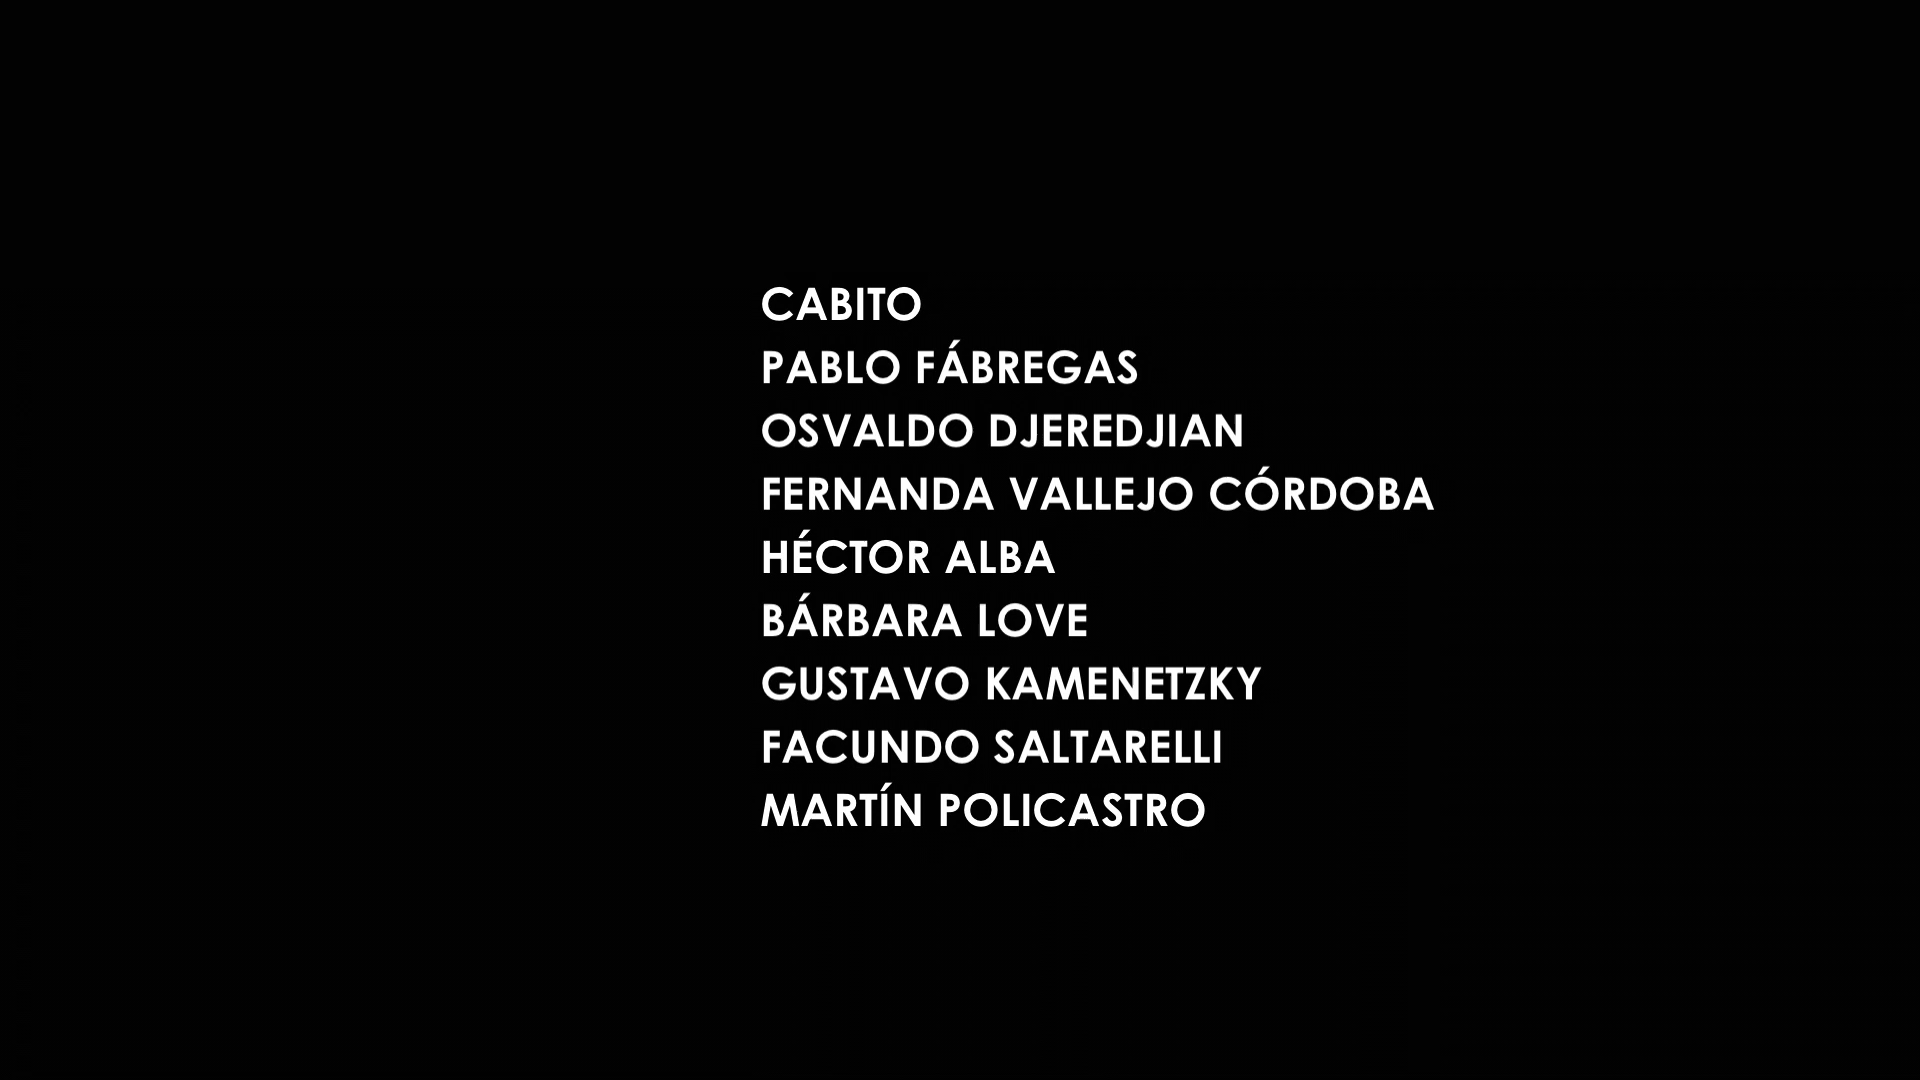 CABITO
PABLO FÁBREGAS
OSVALDO DJEREDJIAN
FERNANDA VALLEJO CÓRDOBA
HÉCTOR ALBA
BÁRBARA LOVE
GUSTAVO KAMENETZKY
FACUNDO SALTARELLI
MARTÍN POLICASTRO